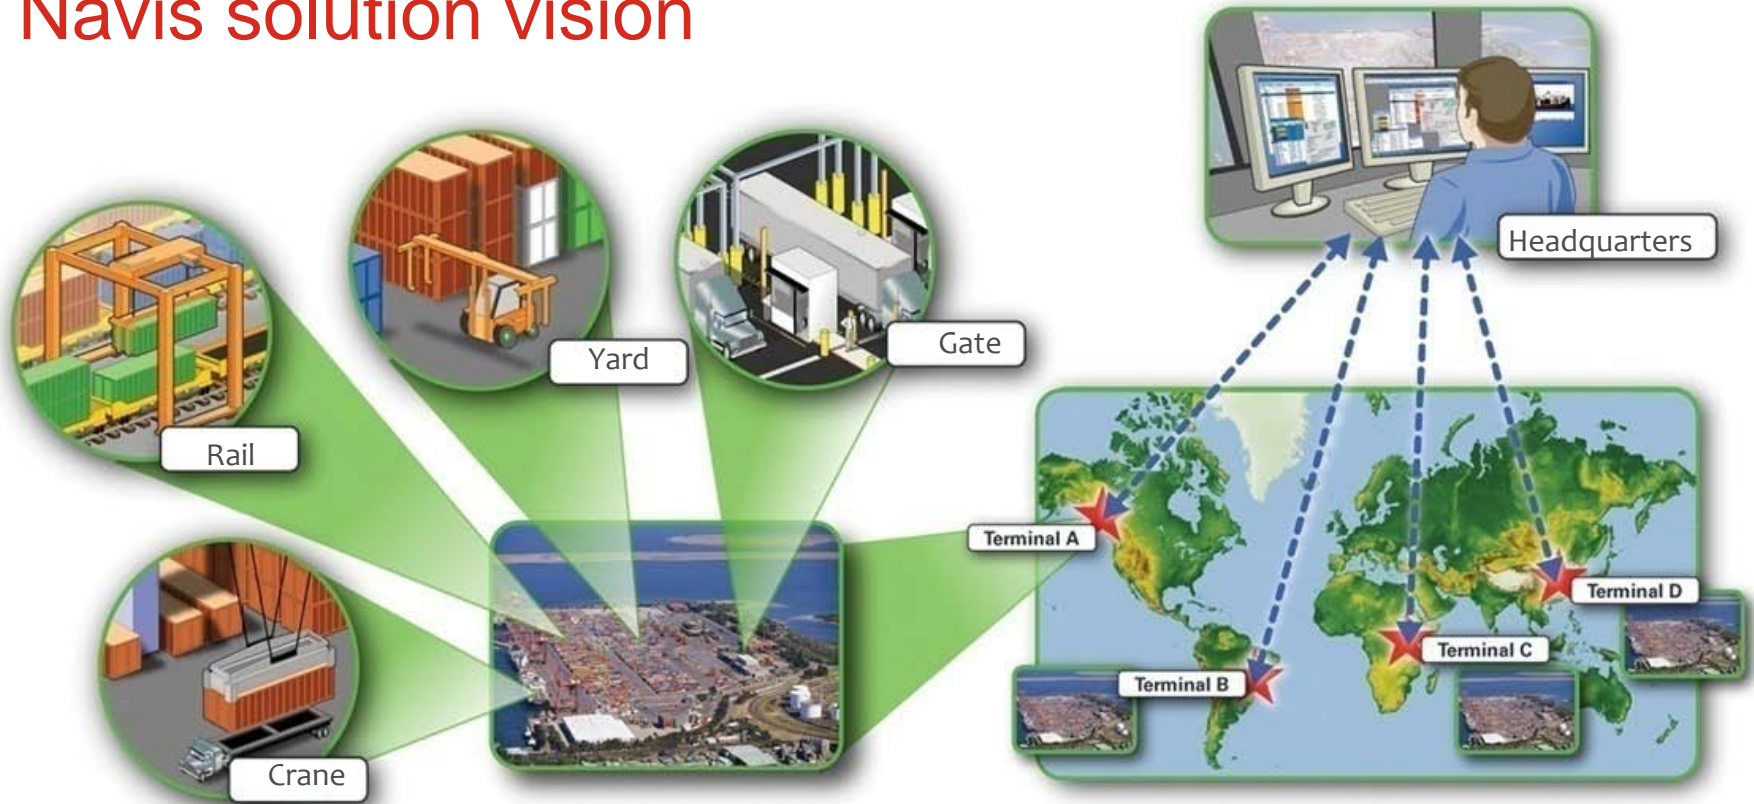 Navis solution vision
Headquarters
Gate
Yard
Rail
Crane
Terminal A
Terminal B
Terminal C
Terminal D